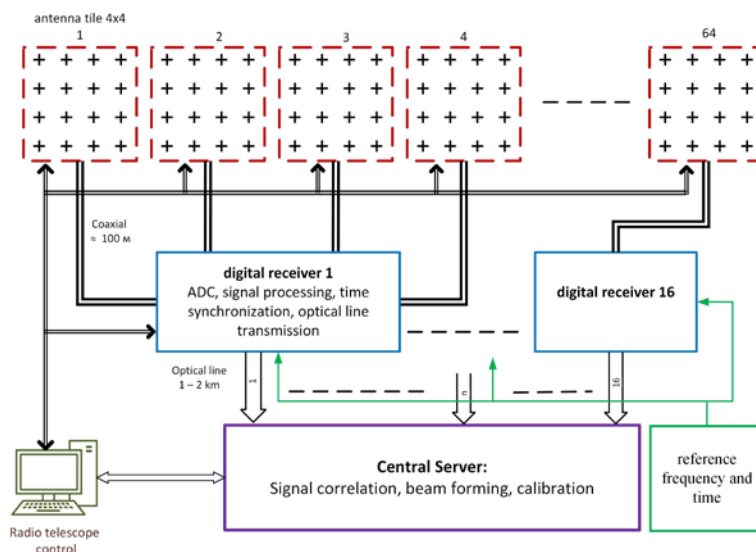 antenna tile 4x4
1 2 3 4 64
Coaxial
≈ 100 м
digital receiver 1
ADC, signal processing, time
synchronization, optical line
transmission
digital receiver 16
Optical line
1 – 2 km
1
n
16
Central Server:
Signal correlation, beam forming, calibration
reference
frequency and
time
Radio telescope
control